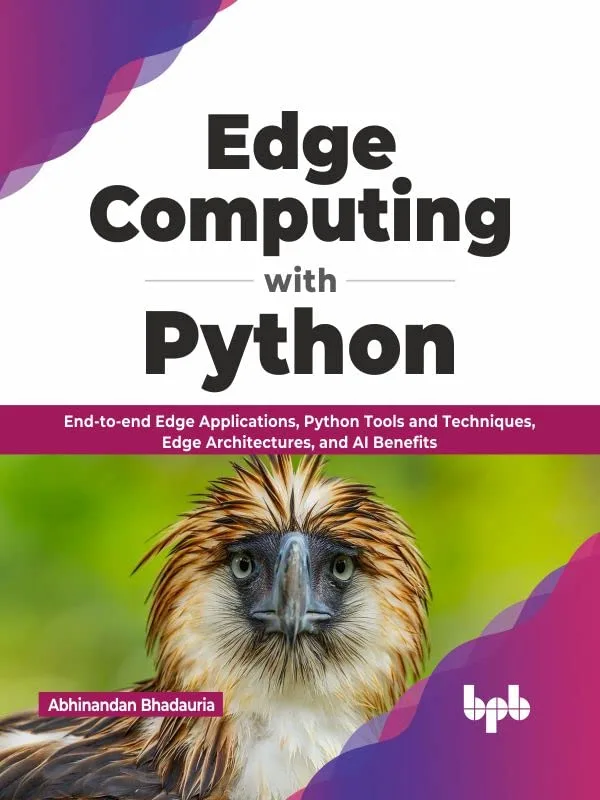 Edge
Computing
with
Python
End-to-end Edge Applications, Python Tools and Techniques,
Edge Architectures, and AI Benefits
Abhinandan Bhadauria
bpb